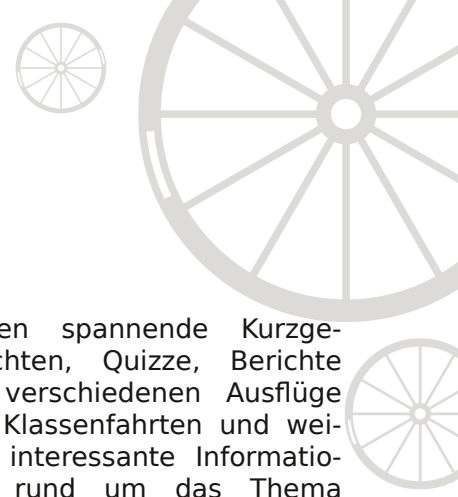 en spannende Kurzge-
chten, Quizze, Berichte
verschiedenen Ausflüge
Klassenfahrten und wei-
interessante Informatio-
rund um das Thema